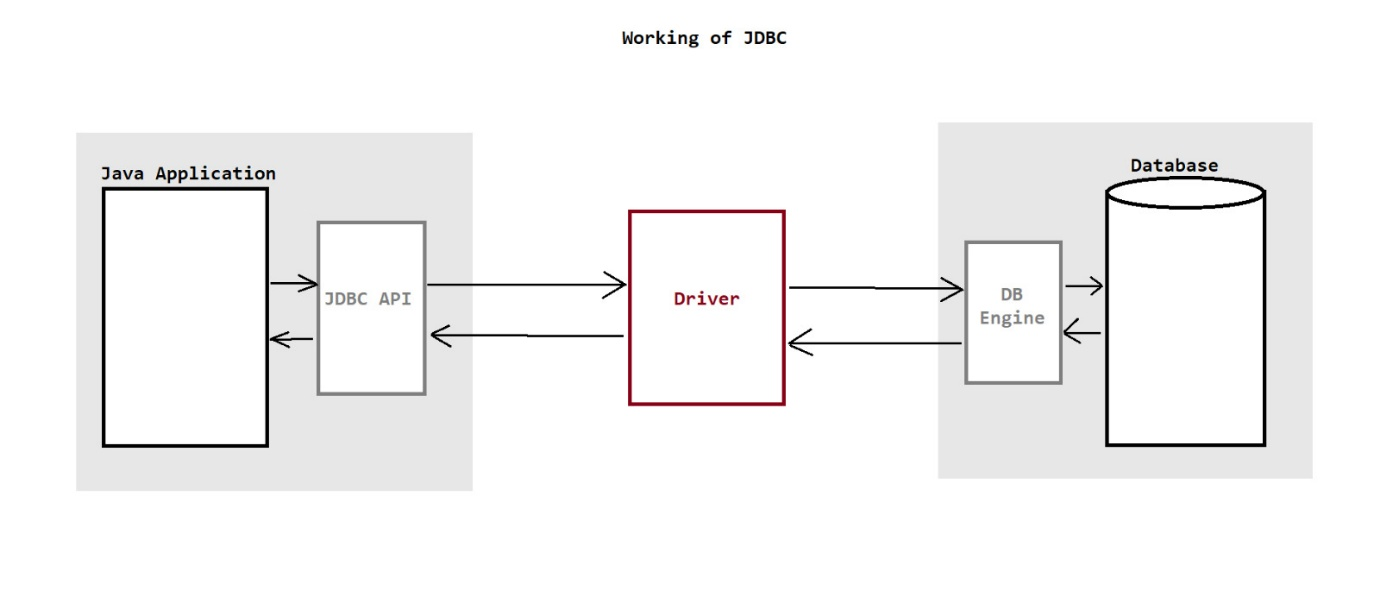 Working of JDBC
Java Application
JDBC API
Driver
Database
DB
Engine